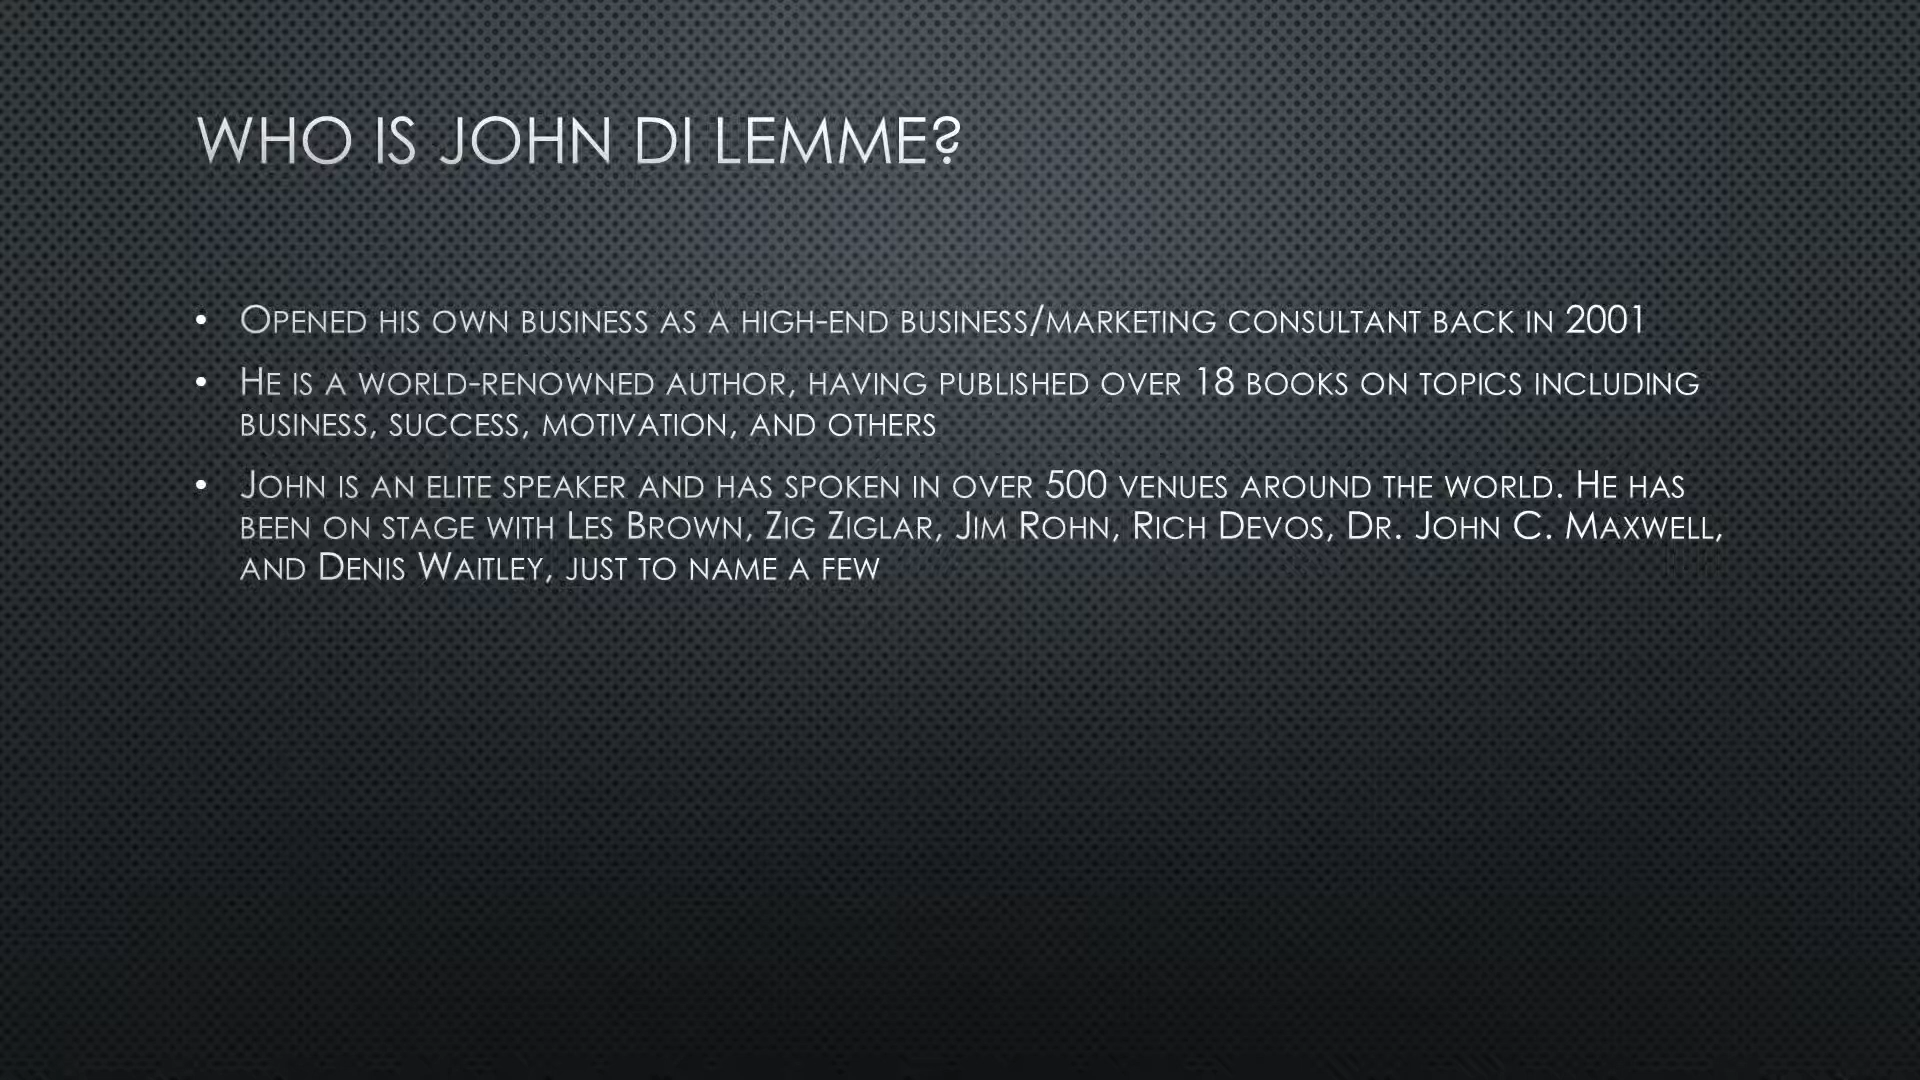 WHO IS JOHN DI LEMME?
• OPENED HIS OWN BUSINESS AS A HIGH-END BUSINESS/MARKETING CONSULTANT BACK IN 2001
• HE IS A WORLD-RENOWNED AUTHOR, HAVING PUBLISHED OVER 18 BOOKS ON TOPICS INCLUDING
BUSINESS, SUCCESS, MOTIVATION, AND OTHERS
• JOHN IS AN ELITE SPEAKER AND HAS SPOKEN IN OVER 500 VENUES AROUND THE WORLD. HE HAS
BEEN ON STAGE WITH LES BROWN, ZIG ZIGLAR, JIM ROHN, RICH DEVOS, DR. JOHN C. MAXWELL,
AND DENIS WAITLEY, JUST TO NAME A FEW